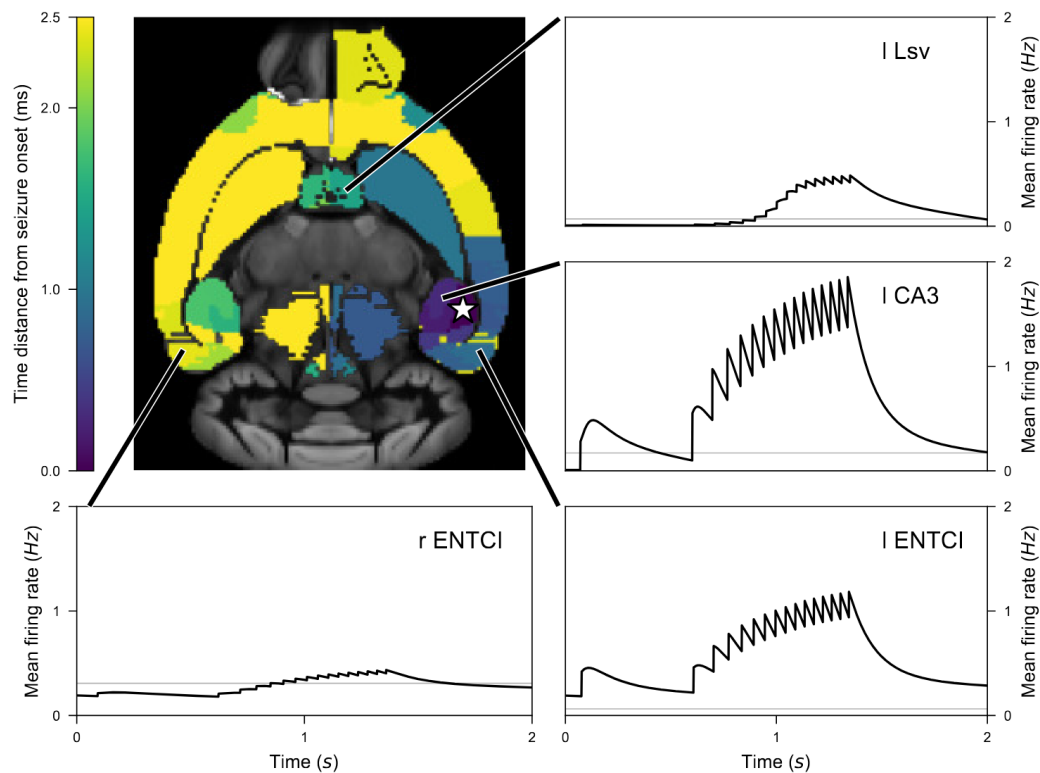 Time distance from seizure onset (ms)
2.5
2.0
1.0
0.0
l Lsv
2
1
0
Mean firing rate (Hz)
l CA3
2
1
0
Mean firing rate (Hz)
r ENTCl
Mean firing rate (Hz)
2
1
0
0 1 2
Time (s)
l ENTCl
2
1
0
Mean firing rate (Hz)
0 1 2
Time (s)